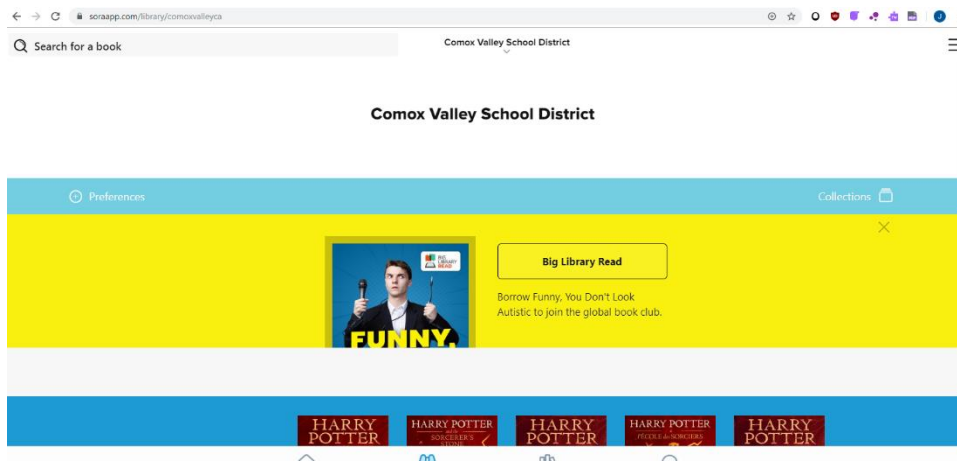 soraapp.com/library/comoxvalleyca
Search for a book
Comox Valley School District
Comox Valley School District
Preferences
Collections
BIG
LIBRARY
READ
FUNNY,
Big Library Read
Borrow Funny, You Don't Look
Autistic to join the global book club.
HARRY
POTTER
HARRY POTTER
and the
SORCERER'S
STONE
HARRY
POTTER
HARRY POTTER
À L'ÉCOLE des SORCIERS
HARRY
POTTER